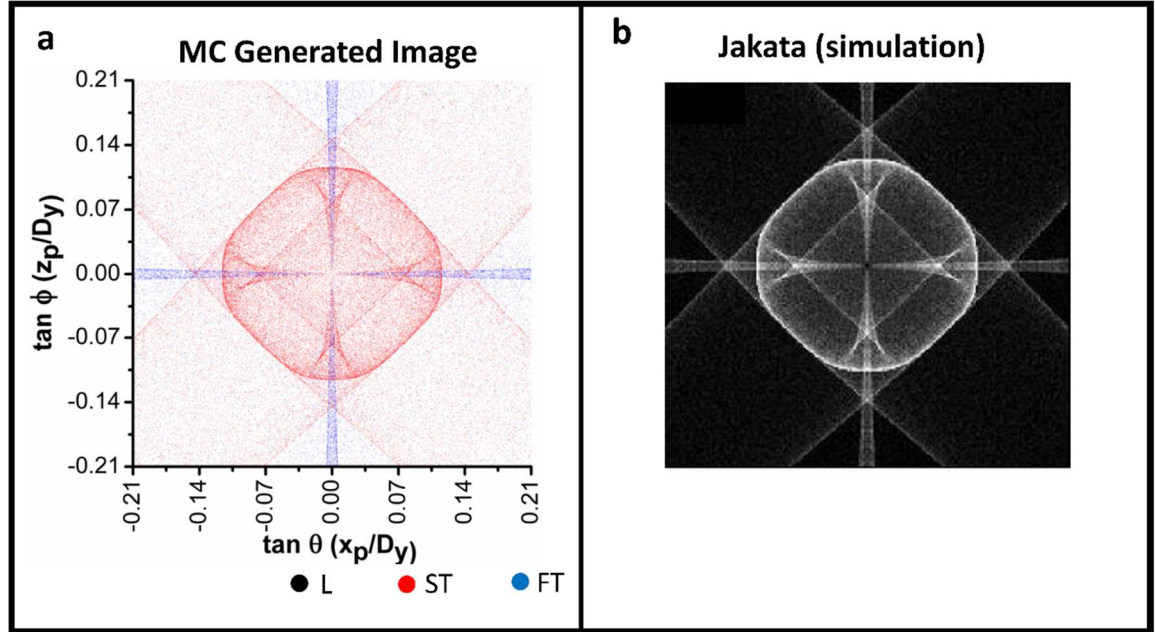 a
MC Generated Image
0.21
0.14
0.07
0.00
-0.07
-0.14
-0.21
tan ϕ (zp/Dy)
-0.21
-0.14
-0.07
0.00
0.07
0.14
0.21
tan θ (xp/Dy)
L
ST
FT
b
Jakata (simulation)